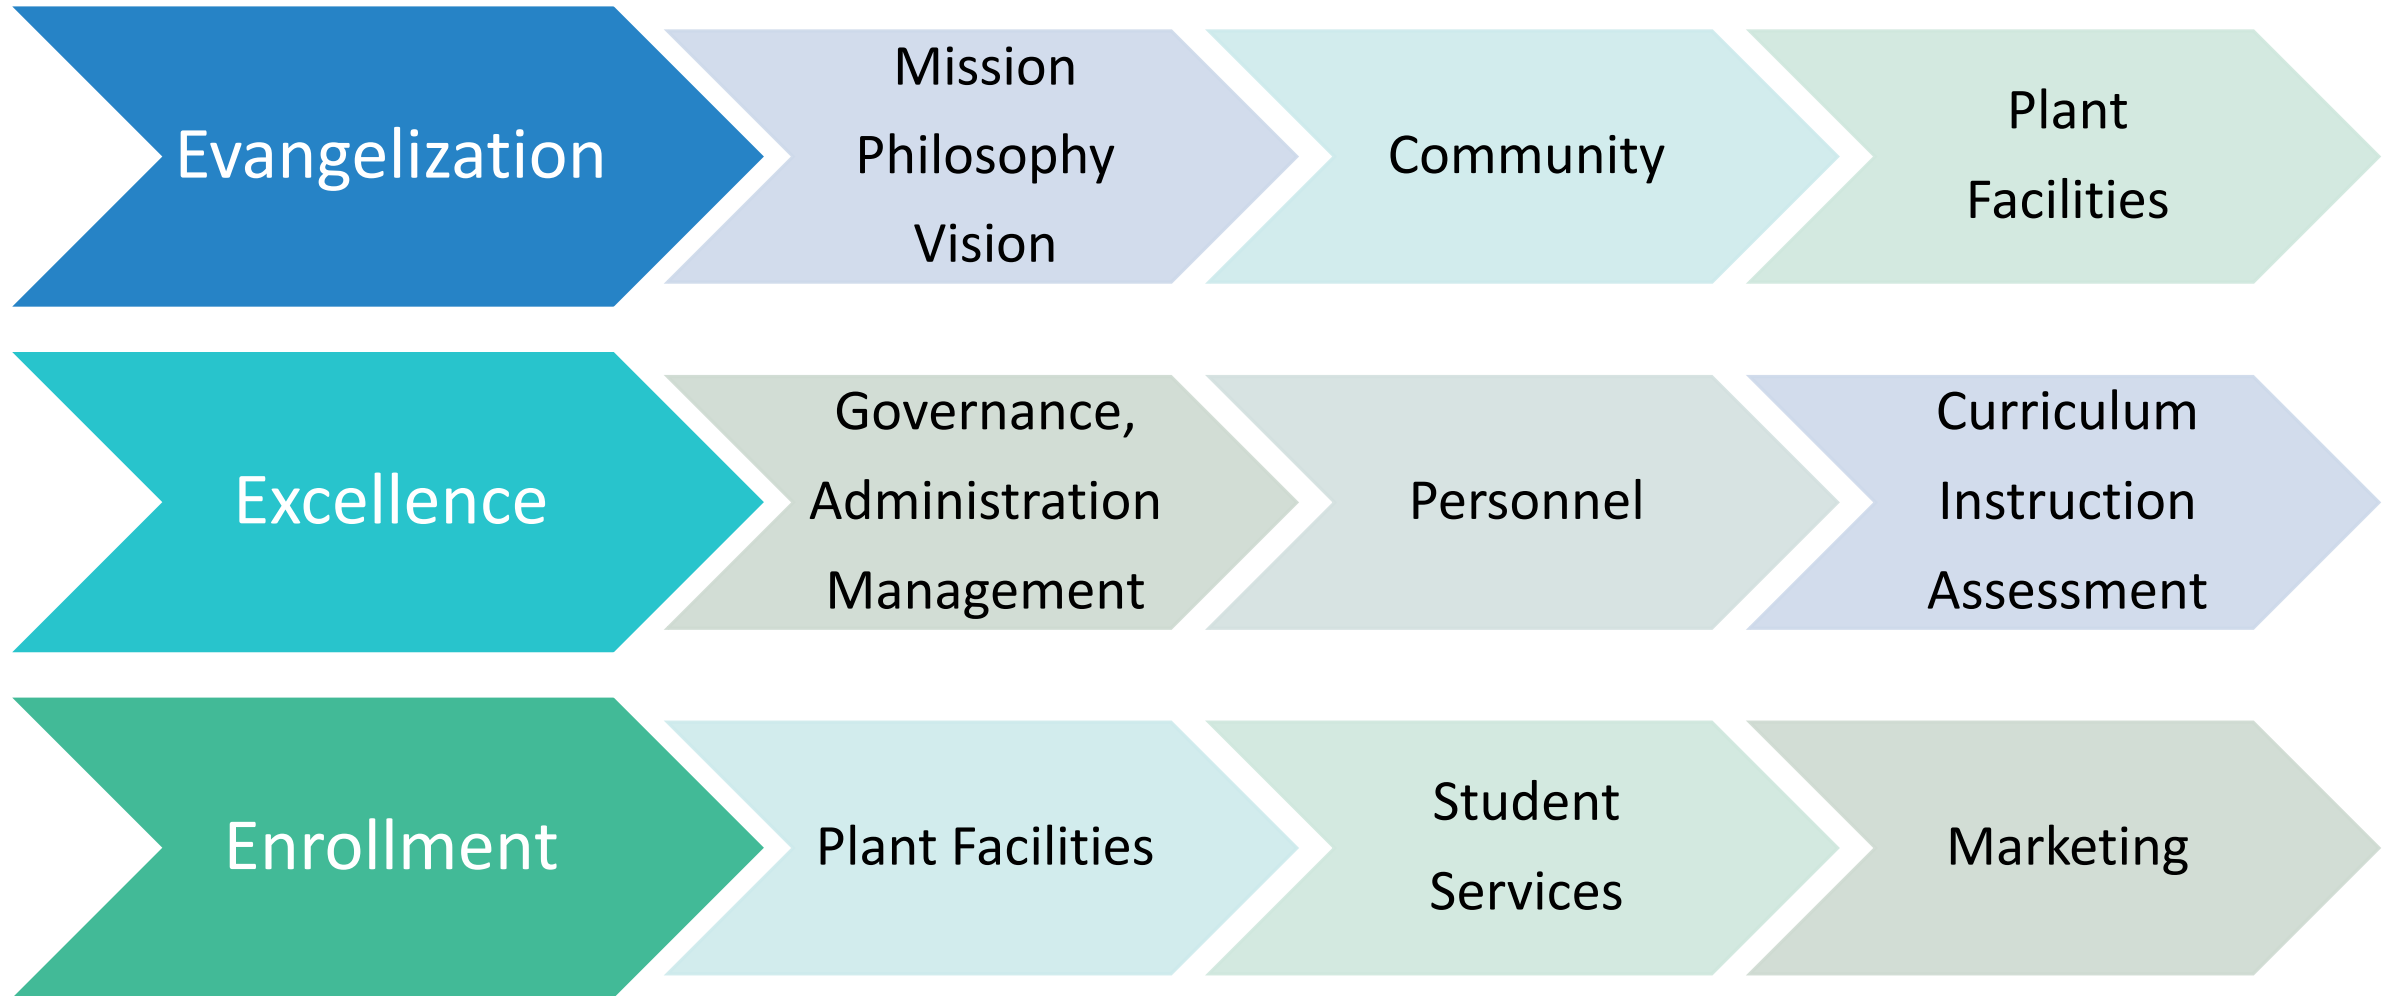 Evangelization
Mission
Philosophy
Vision
Community
Plant
Facilities
Excellence
Governance,
Administration
Management
Personnel
Curriculum
Instruction
Assessment
Enrollment
Plant Facilities
Student
Services
Marketing